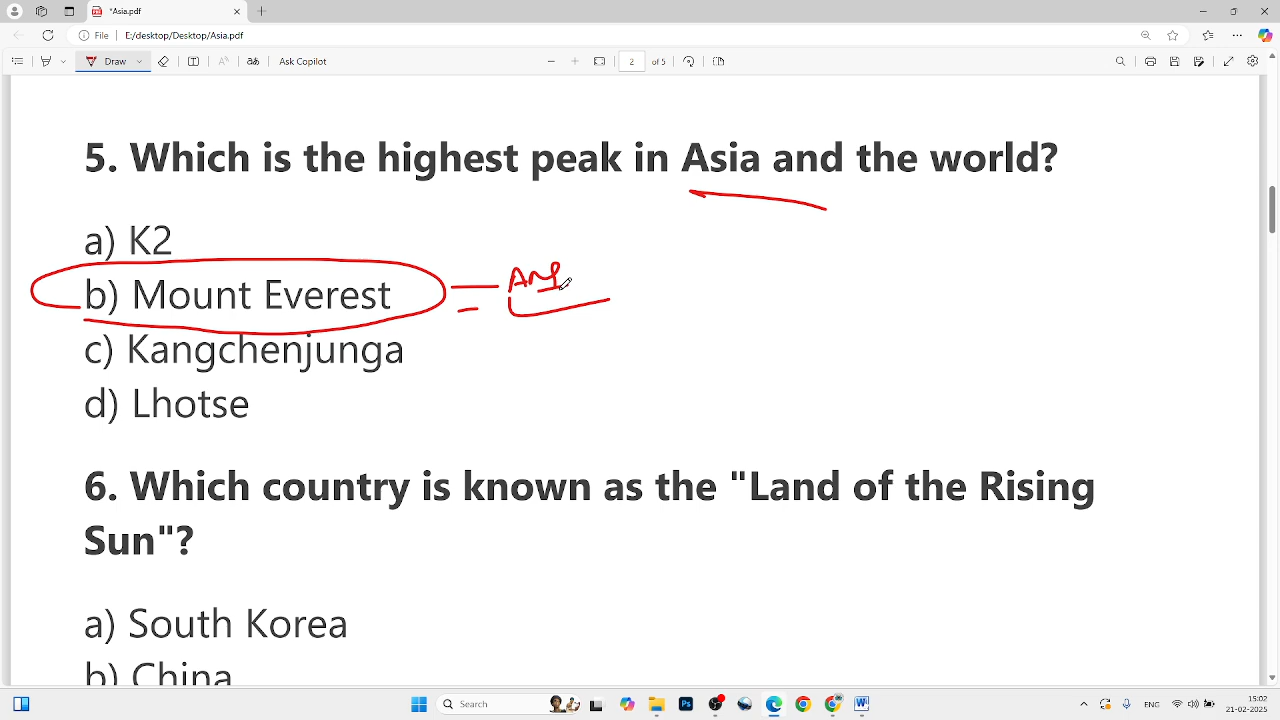 *Asia.pdf
File
E:/desktop/Desktop/Asia.pdf
Draw
Ask Copilot
2
of 5
5. Which is the highest peak in Asia and the world?
a) K2
b) Mount Everest
Ans
c) Kangchenjunga
d) Lhotse
6. Which country is known as the "Land of the Rising
Sun"?
a) South Korea
b) China
Search
ENG
15:02
21-02-2025